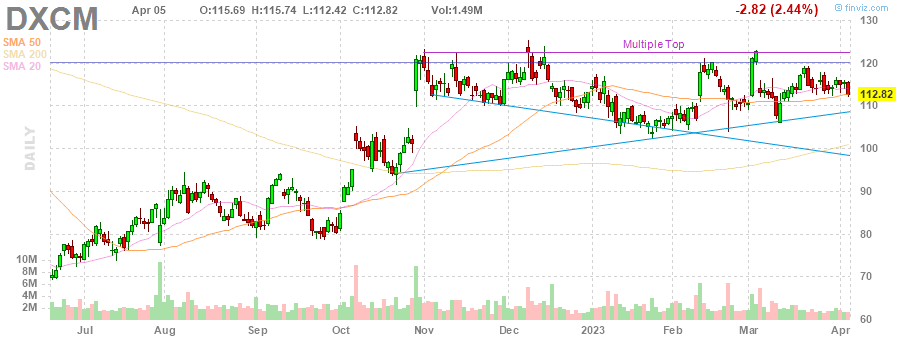 DXCM Apr 05 O:115.69 H:115.74 L:112.42 C:112.82 Vol:1.49M -2.82 (2.44%) finviz.com
SMA 50
SMA 200
SMA 20
Multiple Top
DAILY
130
120
112.82
110
100
90
80
70
60
10M
8M
6M
4M
2M
Jul Aug Sep Oct Nov Dec 2023 Feb Mar Apr